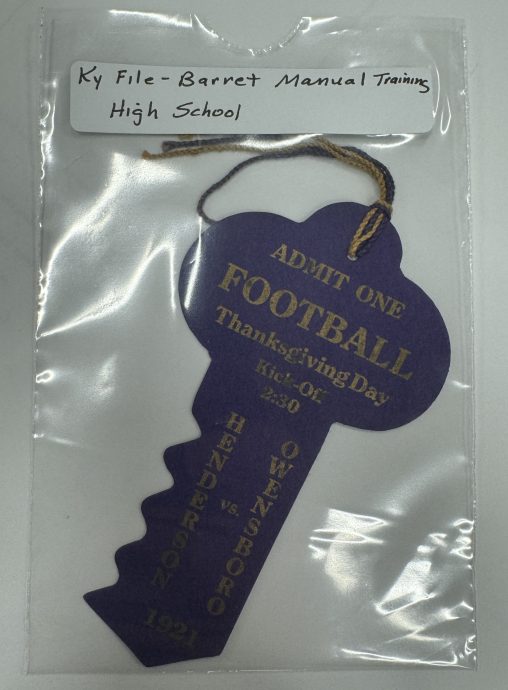 Ky File - Barret Manual Training
High School
ADMIT ONE
FOOTBALL
Thanksgiving Day
Kick-Off
2:30
HENDERSON
vs.
OWENSBORO
1921